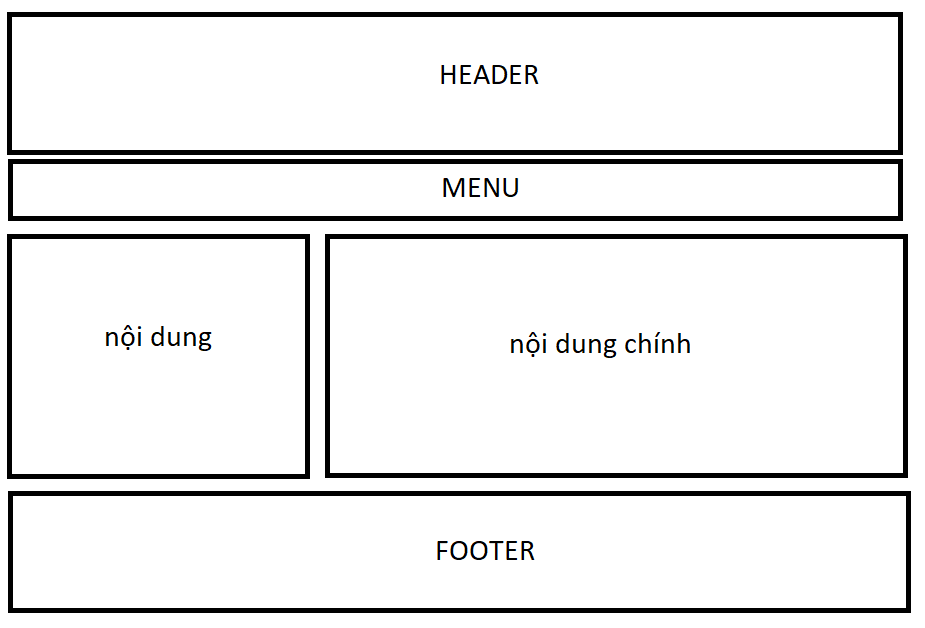 HEADER
MENU
nội dung
nội dung chính
FOOTER